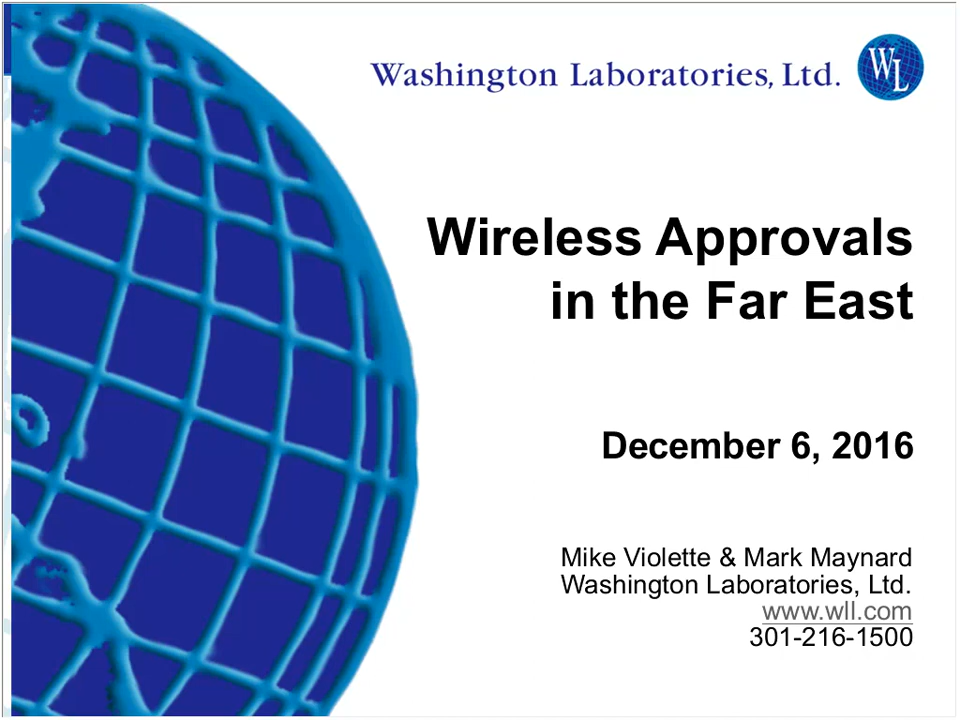 Washington Laboratories, Ltd.
WL
Wireless Approvals
in the Far East
December 6, 2016
Mike Violette & Mark Maynard
Washington Laboratories, Ltd.
www.wll.com
301-216-1500